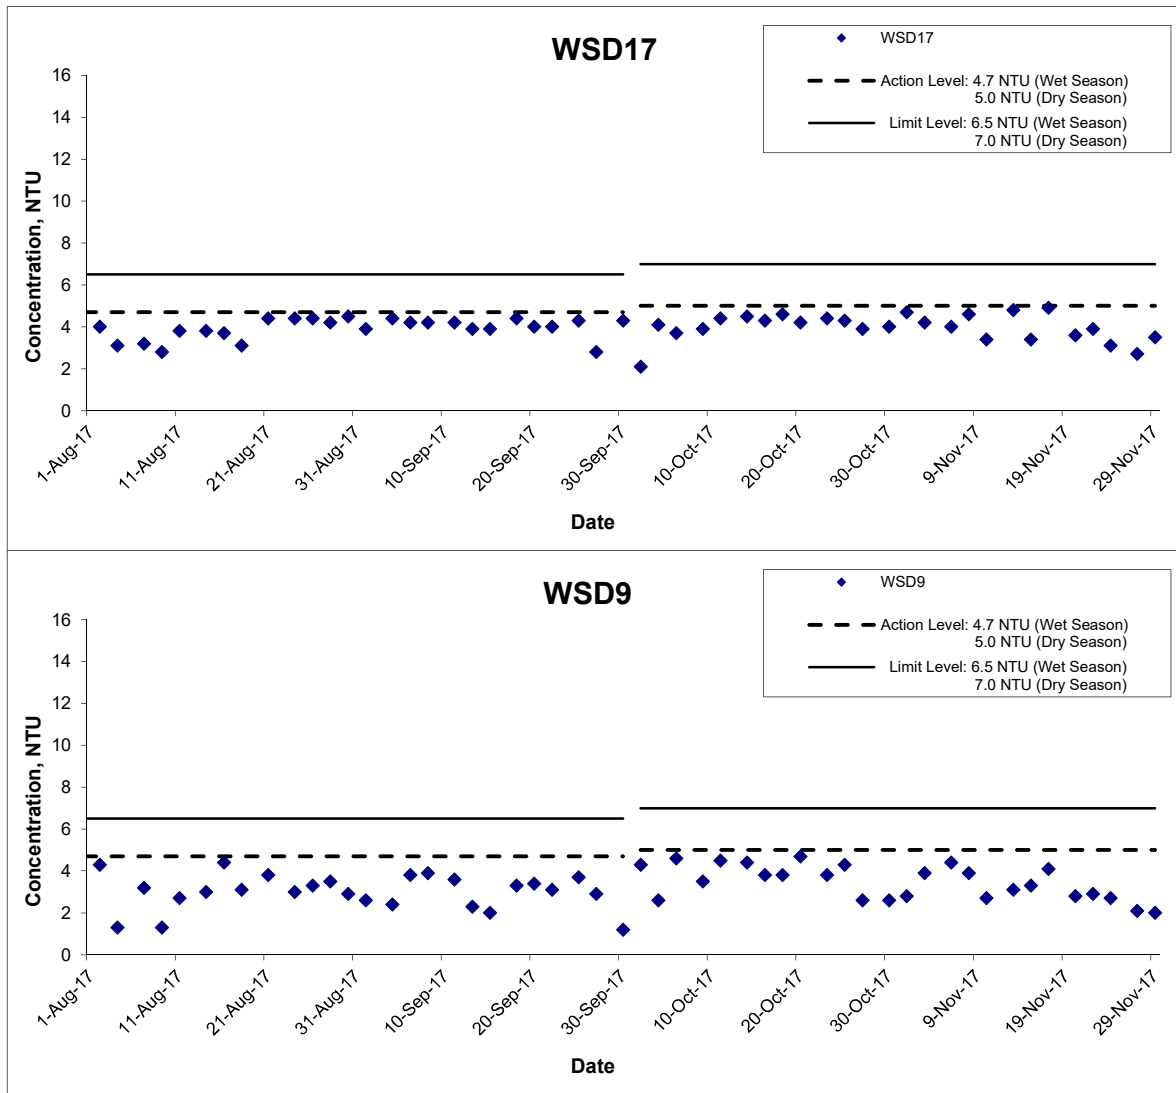 WSD17
WSD17
Action Level: 4.7 NTU (Wet Season)
5.0 NTU (Dry Season)
Limit Level: 6.5 NTU (Wet Season)
7.0 NTU (Dry Season)
Concentration, NTU
16
14
12
10
8
6
4
2
0
1-Aug-17
11-Aug-17
21-Aug-17
31-Aug-17
10-Sep-17
20-Sep-17
30-Sep-17
10-Oct-17
20-Oct-17
30-Oct-17
9-Nov-17
19-Nov-17
29-Nov-17
Date
WSD9
WSD9
Action Level: 4.7 NTU (Wet Season)
5.0 NTU (Dry Season)
Limit Level: 6.5 NTU (Wet Season)
7.0 NTU (Dry Season)
Concentration, NTU
16
14
12
10
8
6
4
2
0
1-Aug-17
11-Aug-17
21-Aug-17
31-Aug-17
10-Sep-17
20-Sep-17
30-Sep-17
10-Oct-17
20-Oct-17
30-Oct-17
9-Nov-17
19-Nov-17
29-Nov-17
Date